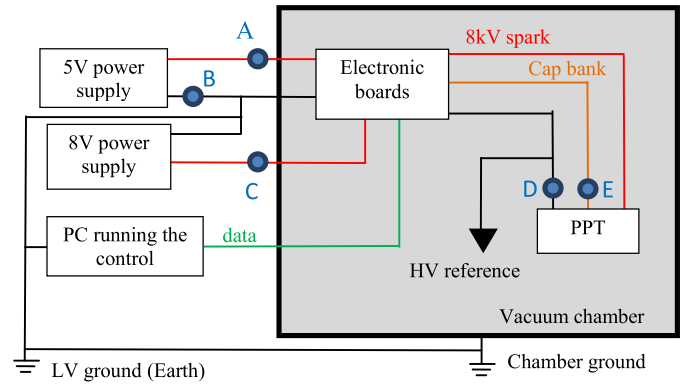 A
8kV spark
5V power
supply
B
Electronic
boards
Cap bank
8V power
supply
C
D
E
PC running the
control
data
PPT
HV reference
Vacuum chamber
LV ground (Earth)
Chamber ground